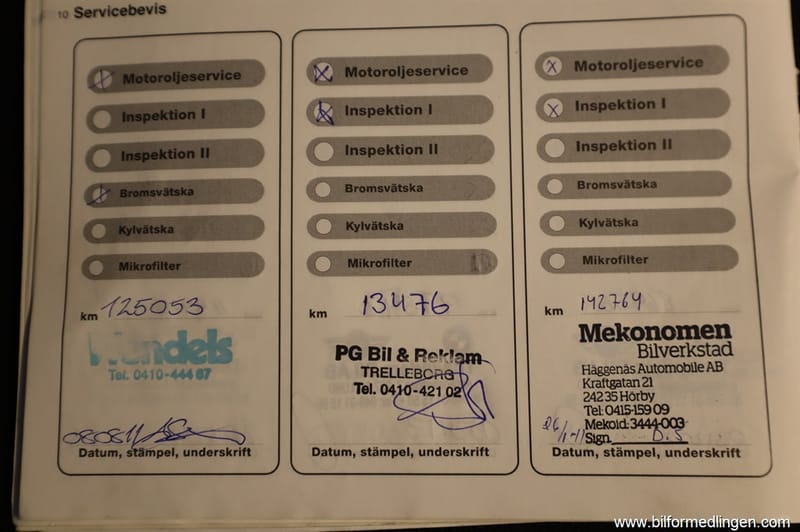 10 Servicebevis
Motoroljeservice
Inspektion I
Inspektion II
Bromsvätska
Kylvätska
Mikrofilter
km 125053
Wendels
Tel. 0410-444 67
Datum, stämpel, underskrift
Motoroljeservice
Inspektion I
Inspektion II
Bromsvätska
Kylvätska
Mikrofilter
km 13476
PG Bil & Reklam
TRELLEBORG
Tel. 0410-421 02
Datum, stämpel, underskrift
X Motoroljeservice
X Inspektion I
Inspektion II
Bromsvätska
Kylvätska
Mikrofilter
km 142764
Mekonomen
Bilverkstad
Häggenäs Automobile AB
Kraftgatan 21
242 35 Hörby
Tel: 0415-159 09
Mekoid: 3444-003
Sign. D.S
Datum, stämpel, underskrift
www.bilformedlingen.com